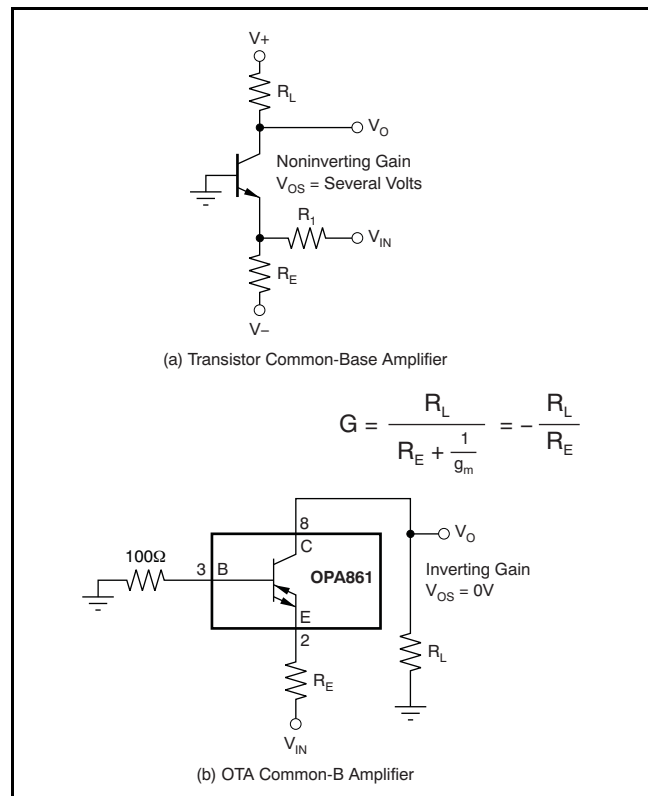 V+
R_L
V_O
Noninverting Gain
V_OS = Several Volts
R_1
V_IN
R_E
V−
(a) Transistor Common-Base Amplifier
G = R_L / (R_E + 1/g_m) = − R_L / R_E
8
C
V_O
100Ω
3 B
OPA861
Inverting Gain
V_OS = 0V
E
2
R_L
R_E
V_IN
(b) OTA Common-B Amplifier